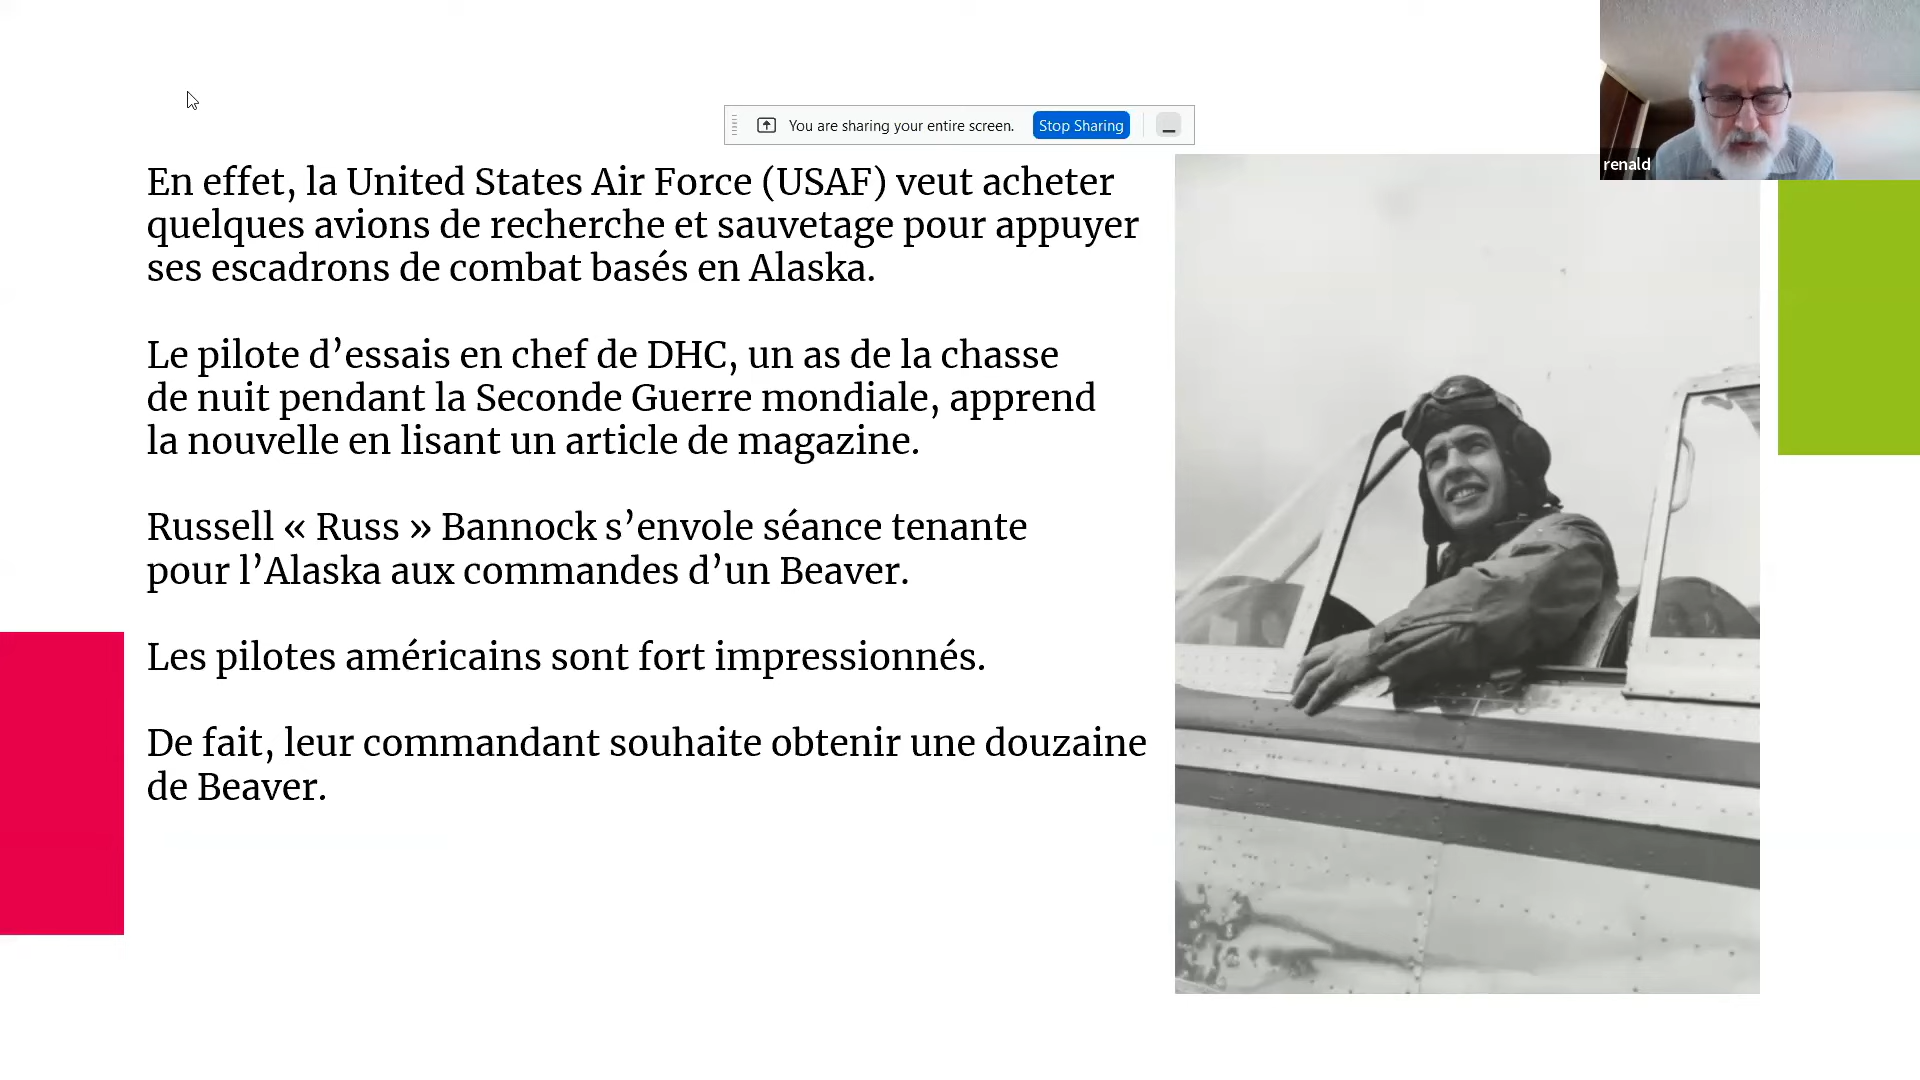 You are sharing your entire screen. Stop Sharing
renald
En effet, la United States Air Force (USAF) veut acheter
quelques avions de recherche et sauvetage pour appuyer
ses escadrons de combat basés en Alaska.
Le pilote d’essais en chef de DHC, un as de la chasse
de nuit pendant la Seconde Guerre mondiale, apprend
la nouvelle en lisant un article de magazine.
Russell « Russ » Bannock s’envole séance tenante
pour l’Alaska aux commandes d’un Beaver.
Les pilotes américains sont fort impressionnés.
De fait, leur commandant souhaite obtenir une douzaine
de Beaver.